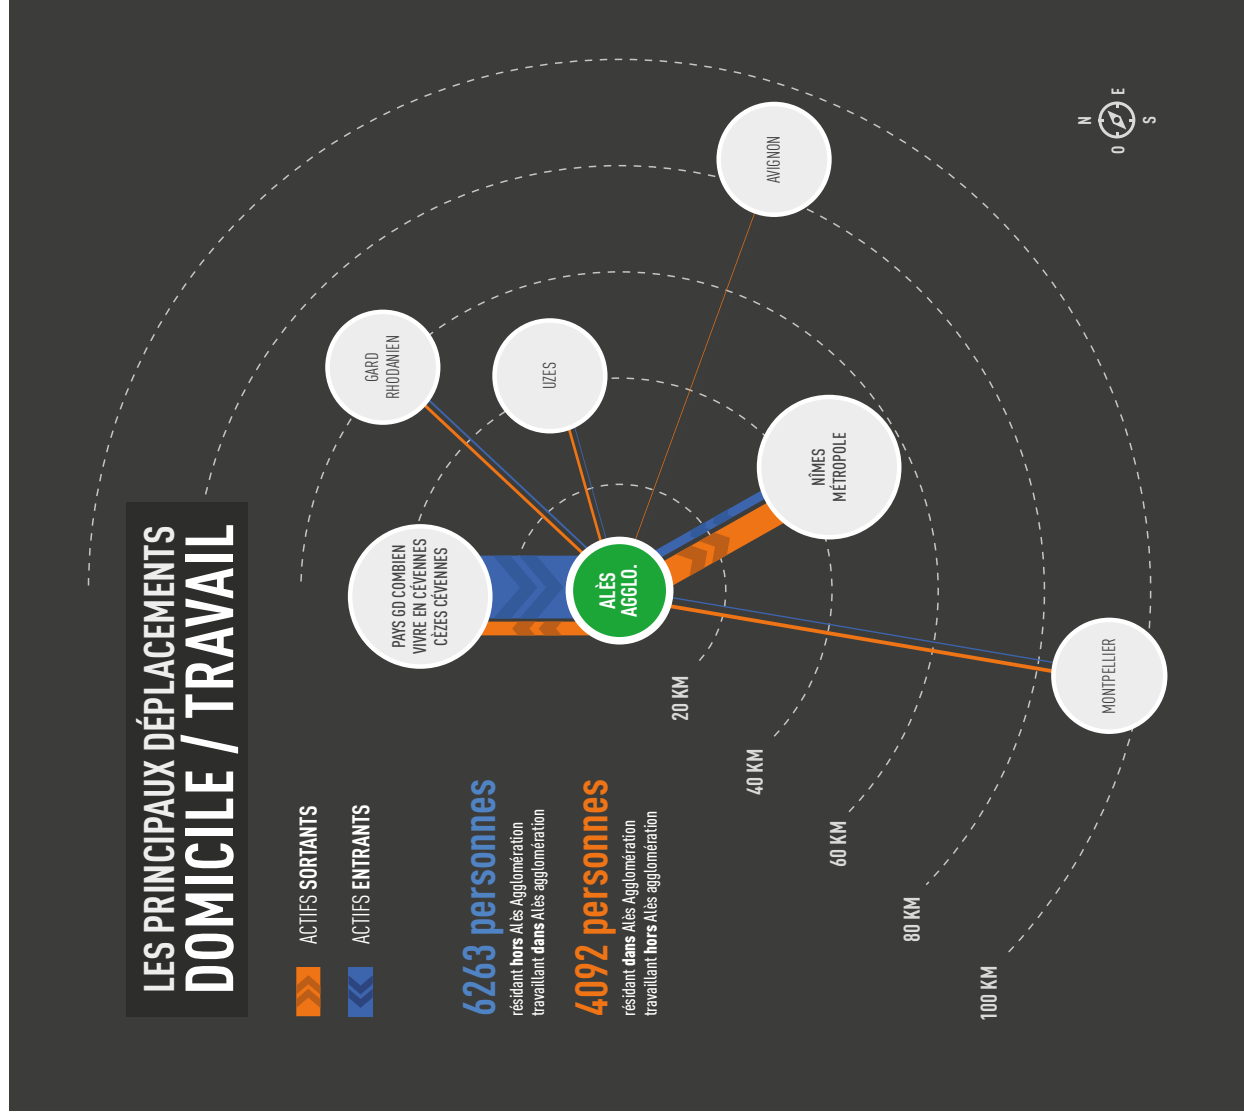 LES PRINCIPAUX DÉPLACEMENTS
DOMICILE / TRAVAIL
ACTIFS SORTANTS
ACTIFS ENTRANTS
6263 personnes
résidant hors Alès Agglomération
travaillant dans Alès agglomération
4092 personnes
résidant dans Alès Agglomération
travaillant hors Alès agglomération
PAYS GD COMBIEN
VIVRE EN CÉVENNES
CÈZES CÉVENNES
GARD
RHODANIEN
UZES
ALÈS
AGGLO.
AVIGNON
NÎMES
MÉTROPOLE
MONTPELLIER
20 KM
40 KM
60 KM
80 KM
100 KM
N
O
E
S